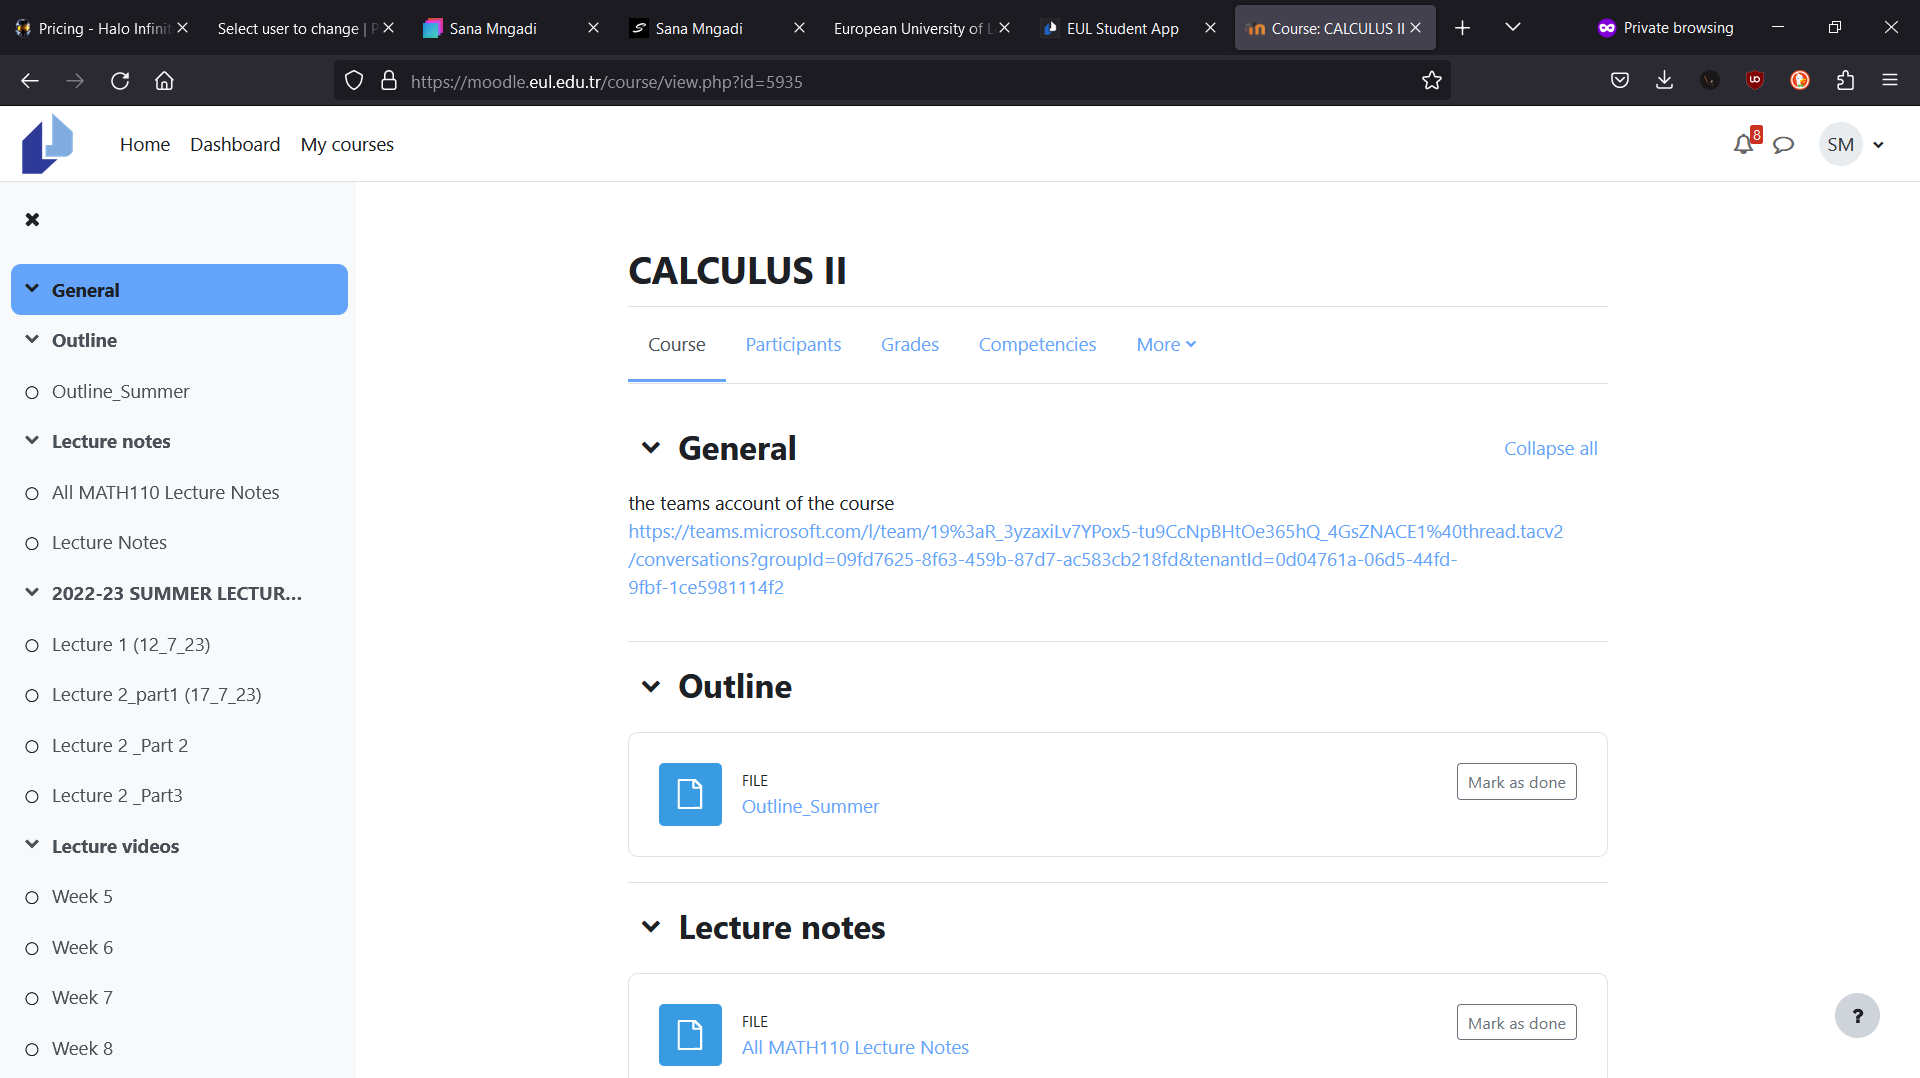 Pricing - Halo Infinit
Select user to change | P
Sana Mngadi
Sana Mngadi
European University of L
EUL Student App
Course: CALCULUS II
Private browsing
https://moodle.eul.edu.tr/course/view.php?id=5935
Home
Dashboard
My courses
8
SM
General
Outline
Outline_Summer
Lecture notes
All MATH110 Lecture Notes
Lecture Notes
2022-23 SUMMER LECTUR...
Lecture 1 (12_7_23)
Lecture 2_part1 (17_7_23)
Lecture 2 _Part 2
Lecture 2 _Part3
Lecture videos
Week 5
Week 6
Week 7
Week 8
CALCULUS II
Course
Participants
Grades
Competencies
More
General
Collapse all
the teams account of the course
https://teams.microsoft.com/l/team/19%3aR_3yzaxiLv7YPox5-tu9CcNpBHtOe365hQ_4GsZNACE1%40thread.tacv2
/conversations?groupId=09fd7625-8f63-459b-87d7-ac583cb218fd&tenantId=0d04761a-06d5-44fd-
9fbf-1ce5981114f2
Outline
FILE
Outline_Summer
Mark as done
Lecture notes
FILE
All MATH110 Lecture Notes
Mark as done
?